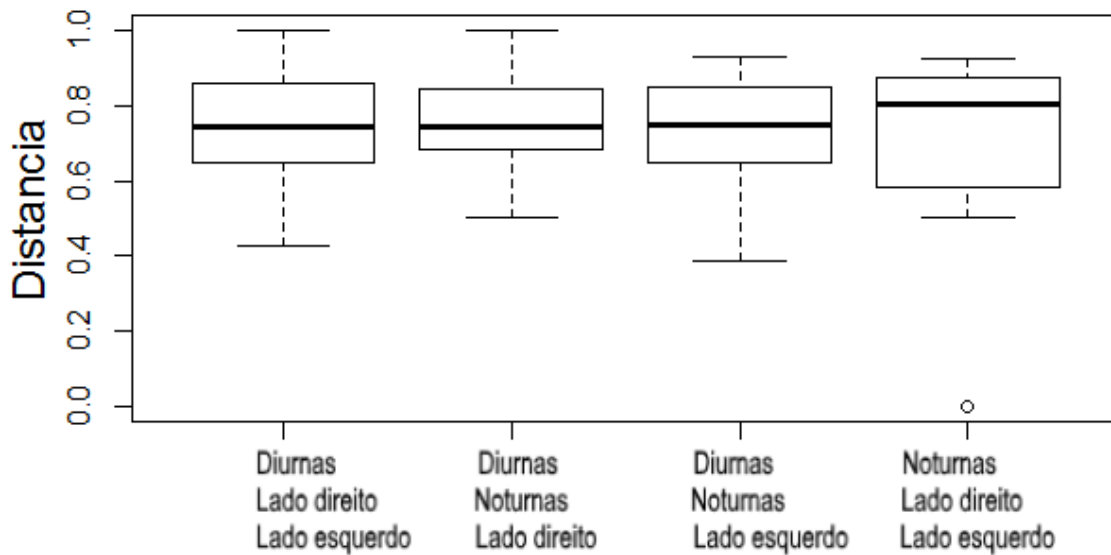 Distancia
1.0
0.8
0.6
0.4
0.2
0.0
Diurnas
Lado direito
Lado esquerdo
Diurnas
Noturnas
Lado direito
Diurnas
Noturnas
Lado esquerdo
Noturnas
Lado direito
Lado esquerdo